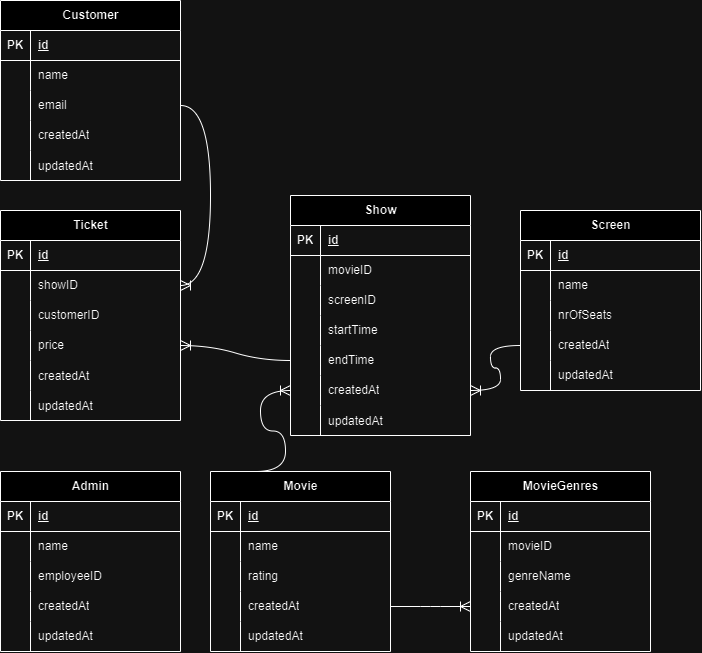 Customer
PK id
name
email
createdAt
updatedAt
Ticket
PK id
showID
customerID
price
createdAt
updatedAt
Show
PK id
movieID
screenID
startTime
endTime
createdAt
updatedAt
Screen
PK id
name
nrOfSeats
createdAt
updatedAt
Admin
PK id
name
employeeID
createdAt
updatedAt
Movie
PK id
name
rating
createdAt
updatedAt
MovieGenres
PK id
movieID
genreName
createdAt
updatedAt